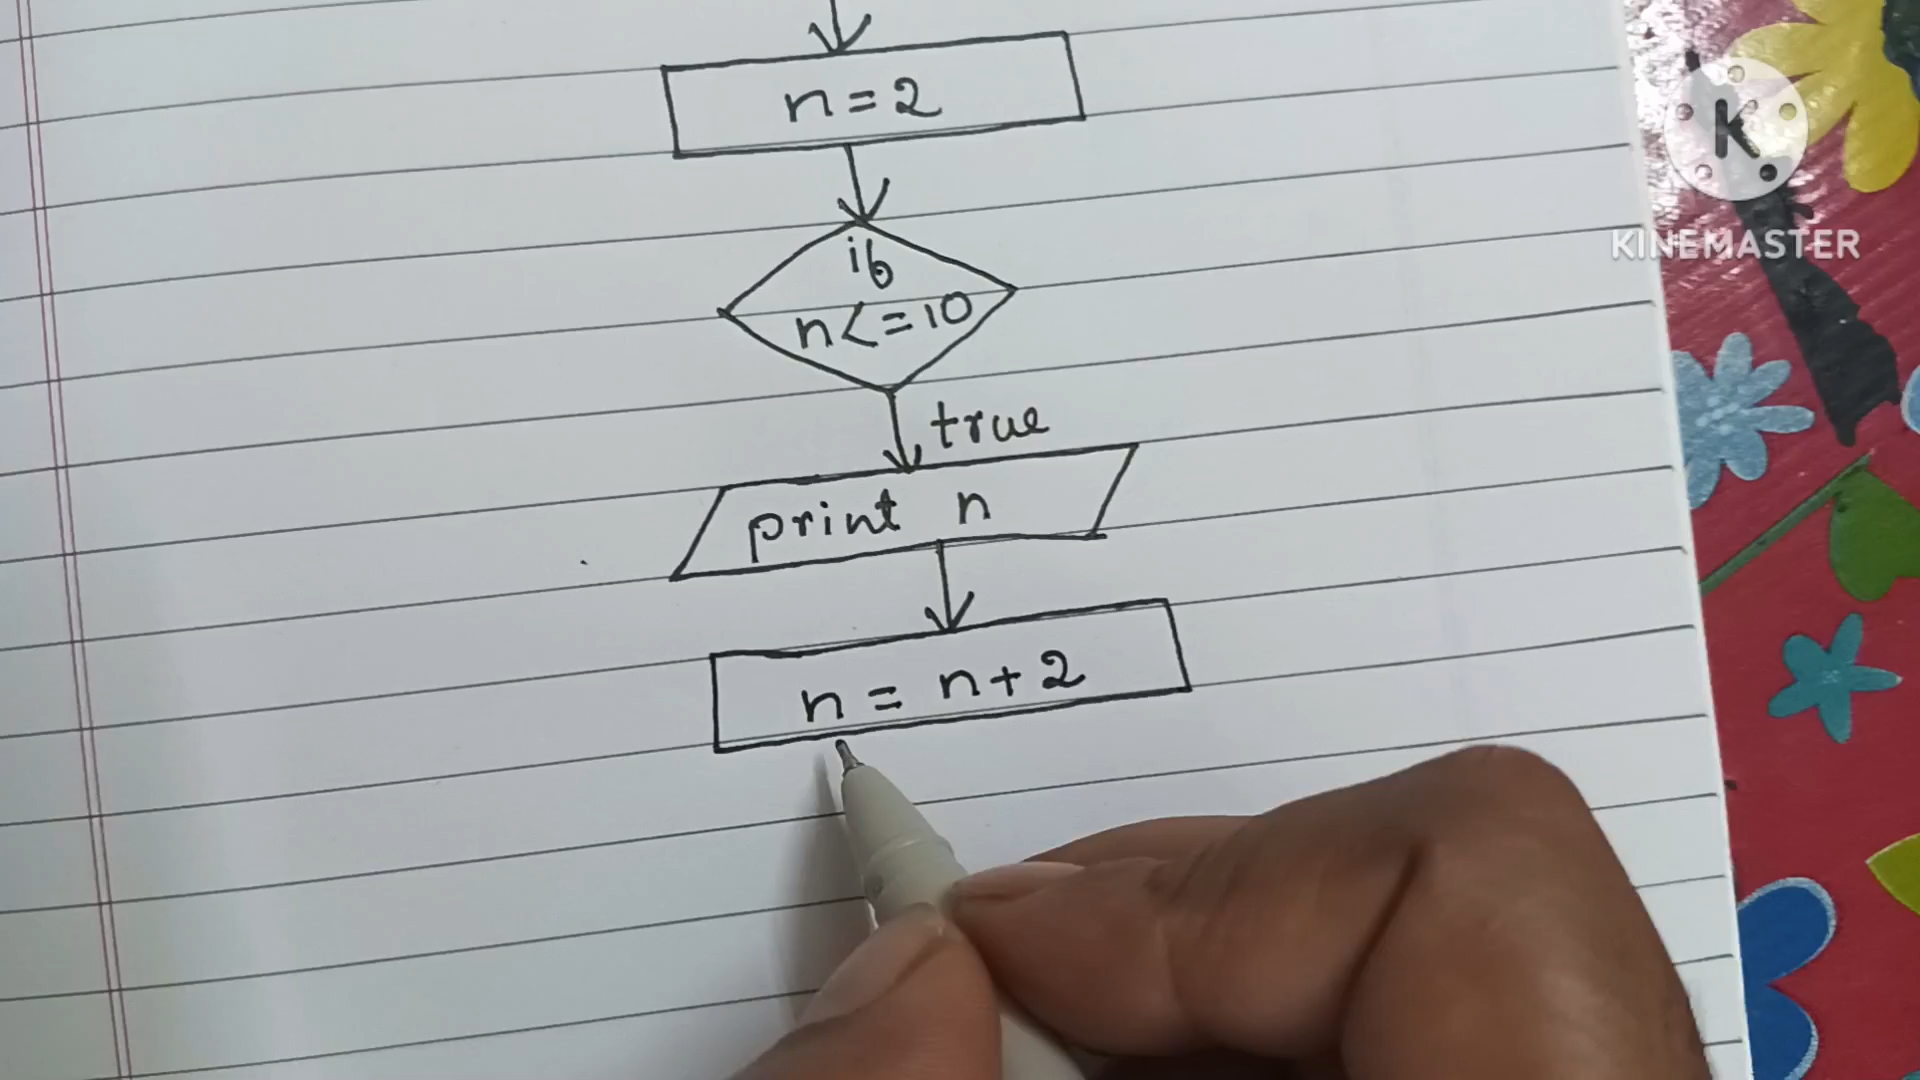 n = 2
if
n <= 10
true
print n
n = n + 2
K
KINEMASTER